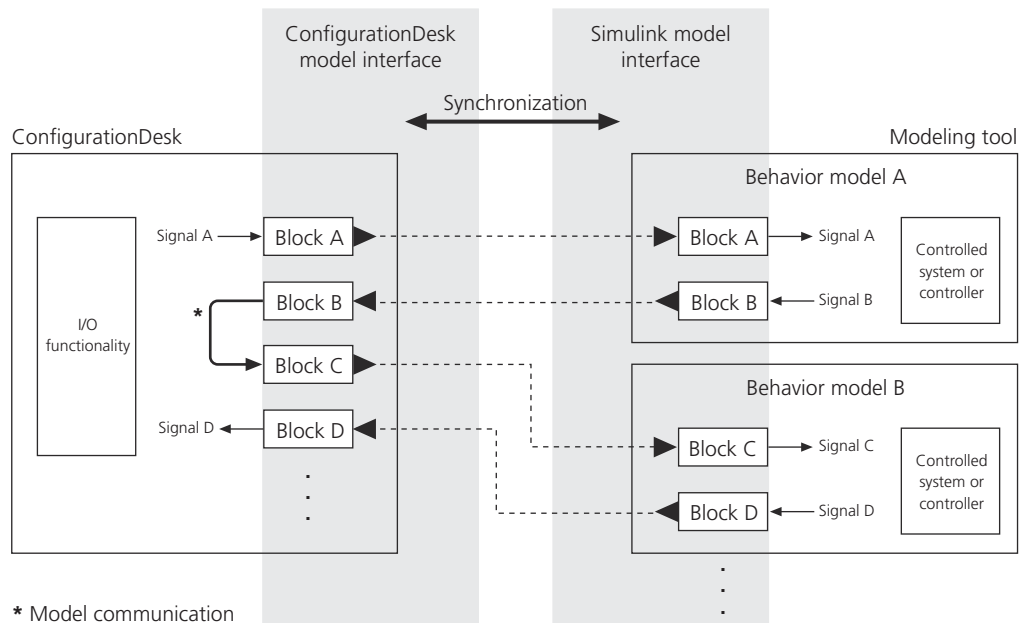 ConfigurationDesk
model interface
Simulink model
interface
Synchronization
ConfigurationDesk
Modeling tool
I/O
functionality
Signal A
Block A
*
Block B
Block C
Signal D
Block D
Behavior model A
Block A
Signal A
Block B
Signal B
Controlled
system or
controller
Behavior model B
Block C
Signal C
Block D
Signal D
Controlled
system or
controller
* Model communication